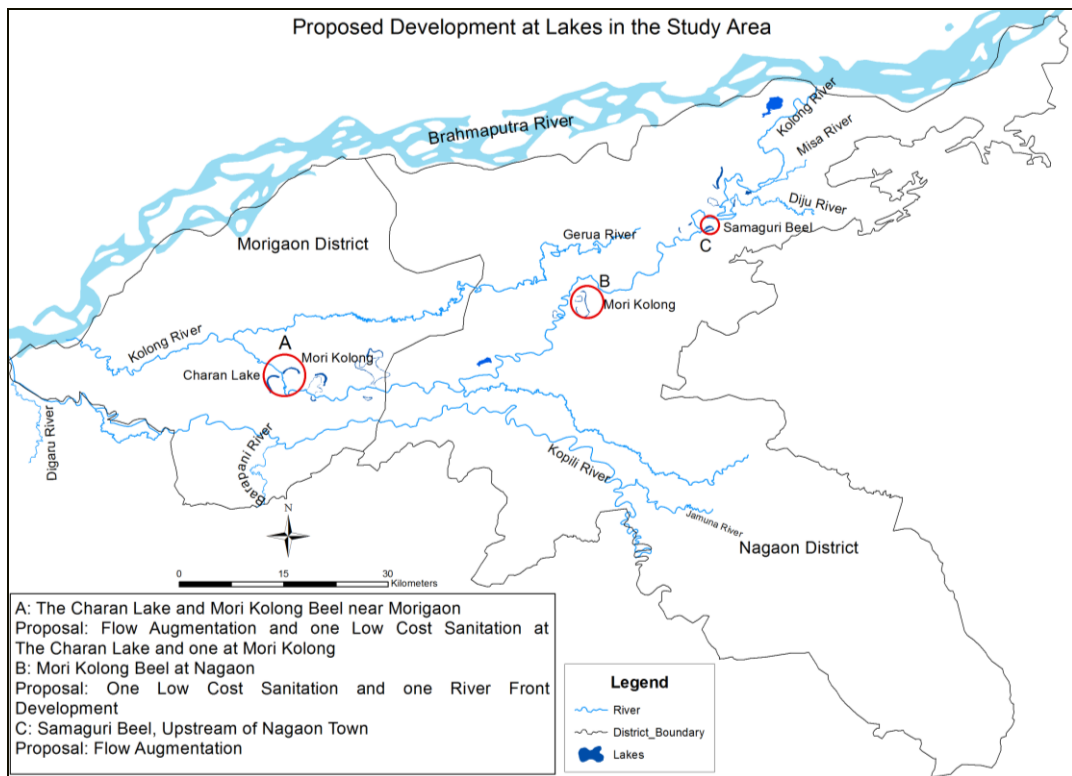 Proposed Development at Lakes in the Study Area
Brahmaputra River
Kolong River
Misa River
Diju River
Samaguri Beel
C
Gerua River
Morigaon District
B
Mori Kolong
Kolong River
A
Mori Kolong
Charan Lake
Digaru River
Barapani River
Kopili River
Jamuna River
Nagaon District
N
0 15 30
Kilometers
A: The Charan Lake and Mori Kolong Beel near Morigaon
Proposal: Flow Augmentation and one Low Cost Sanitation at
The Charan Lake and one at Mori Kolong
B: Mori Kolong Beel at Nagaon
Proposal: One Low Cost Sanitation and one River Front
Development
C: Samaguri Beel, Upstream of Nagaon Town
Proposal: Flow Augmentation
Legend
River
District_Boundary
Lakes